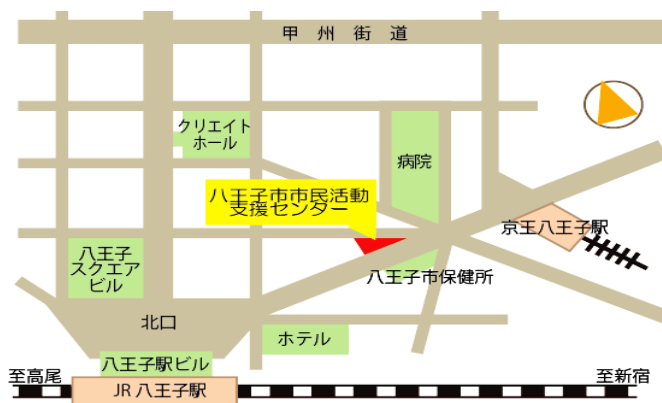 甲州街道
クリエイト
ホール
病院
八王子市市民活動
支援センター
京王八王子駅
八王子
スクエア
ビル
八王子市保健所
北口
ホテル
八王子駅ビル
至高尾
至新宿
JR 八王子駅